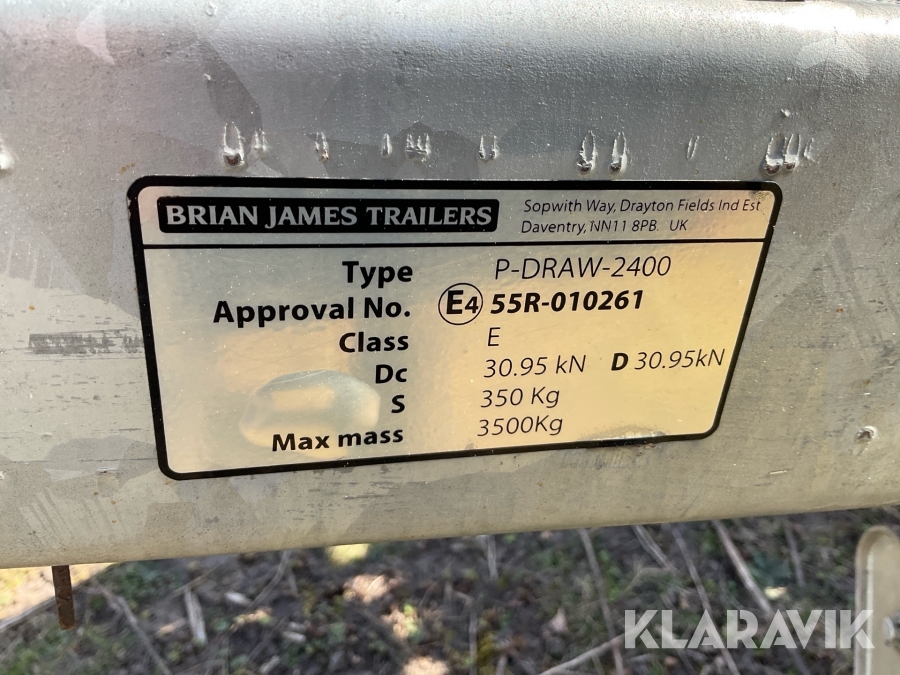 BRIAN JAMES TRAILERS
Sopwith Way, Drayton Fields Ind Est
Daventry, NN11 8PB. UK
Type P-DRAW-2400
Approval No. E4 55R-010261
Class E
Dc 30.95 kN D 30.95kN
S 350 Kg
Max mass 3500Kg
KLARAVIK